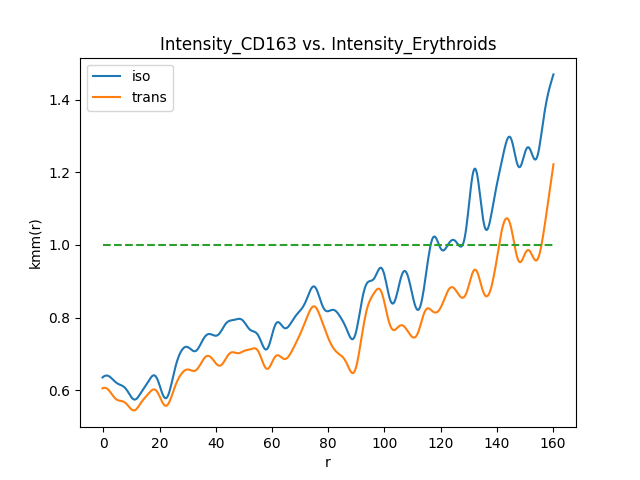 Intensity_CD163 vs. Intensity_Erythroids
iso
trans
kmm(r)
1.4
1.2
1.0
0.8
0.6
0 20 40 60 80 100 120 140 160
r